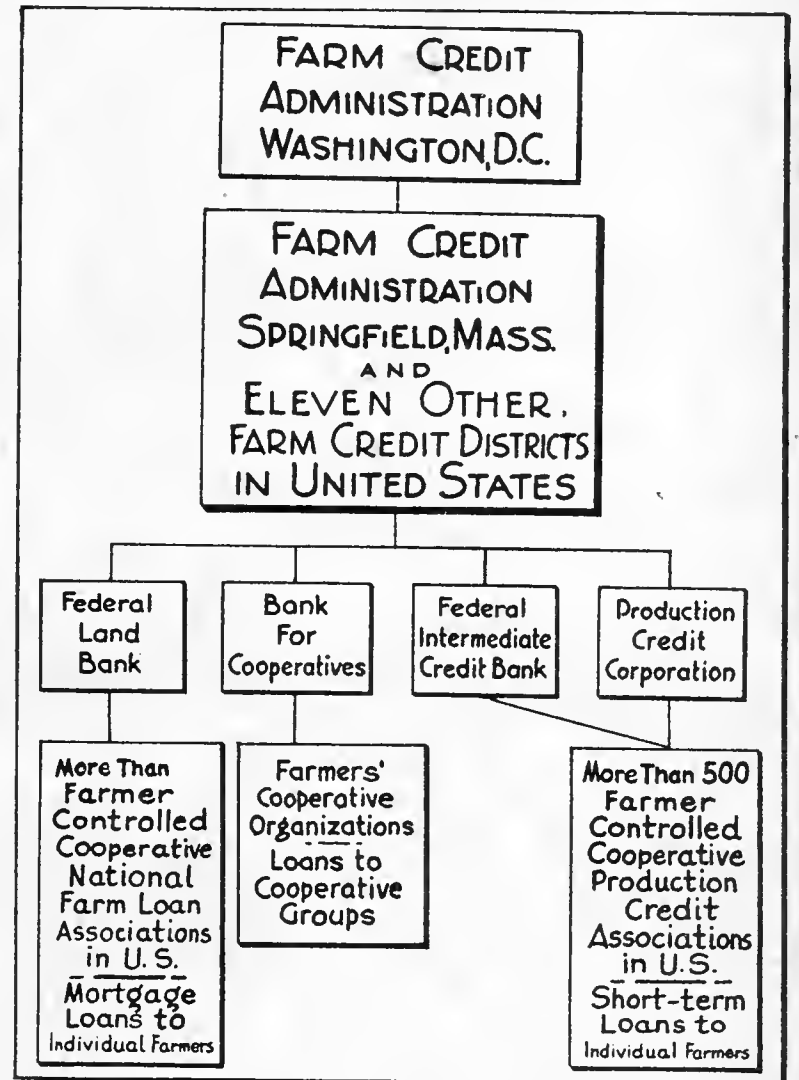 FARM CREDIT
ADMINISTRATION
WASHINGTON, D.C.
FARM CREDIT
ADMINISTRATION
SPRINGFIELD, MASS.
AND
ELEVEN OTHER.
FARM CREDIT DISTRICTS
IN UNITED STATES
Federal
Land
Bank
Bank
For
Cooperatives
Federal
Intermediate
Credit Bank
Production
Credit
Corporation
More Than
Farmer
Controlled
Cooperative
National
Farm Loan
Associations
in U.S.
Mortgage
Loans to
Individual Farmers
Farmers'
Cooperative
Organizations
Loans to
Cooperative
Groups
More Than 500
Farmer
Controlled
Cooperative
Production
Credit
Associations
in U.S.
Short-term
Loans to
Individual Farmers